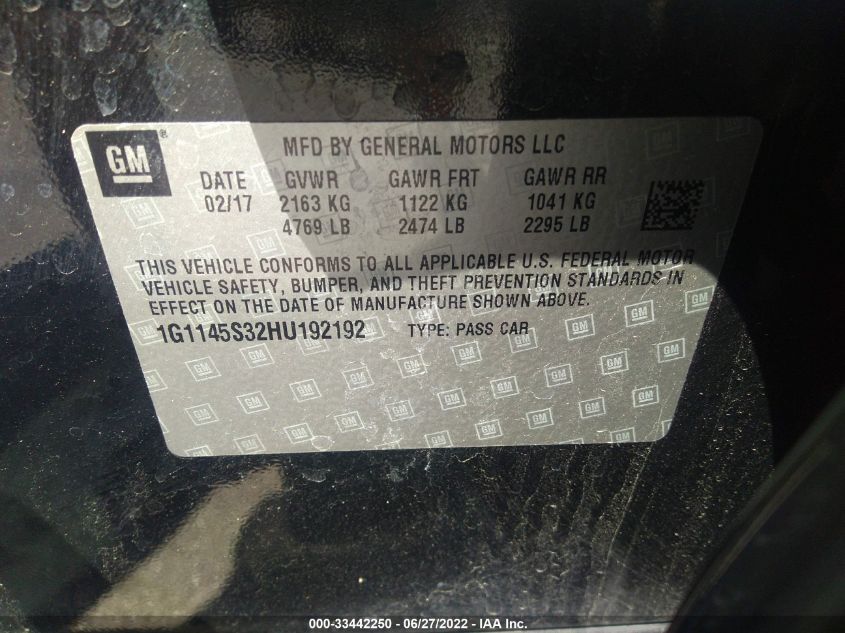 GM
MFD BY GENERAL MOTORS LLC
DATE GVWR GAWR FRT GAWR RR
02/17 2163 KG 1122 KG 1041 KG
4769 LB 2474 LB 2295 LB
THIS VEHICLE CONFORMS TO ALL APPLICABLE U.S. FEDERAL MOTOR
VEHICLE SAFETY, BUMPER, AND THEFT PREVENTION STANDARDS IN
EFFECT ON THE DATE OF MANUFACTURE SHOWN ABOVE.
1G1145S32HU192192 TYPE: PASS CAR
000-33442250 - 06/27/2022 - © IAA Inc.